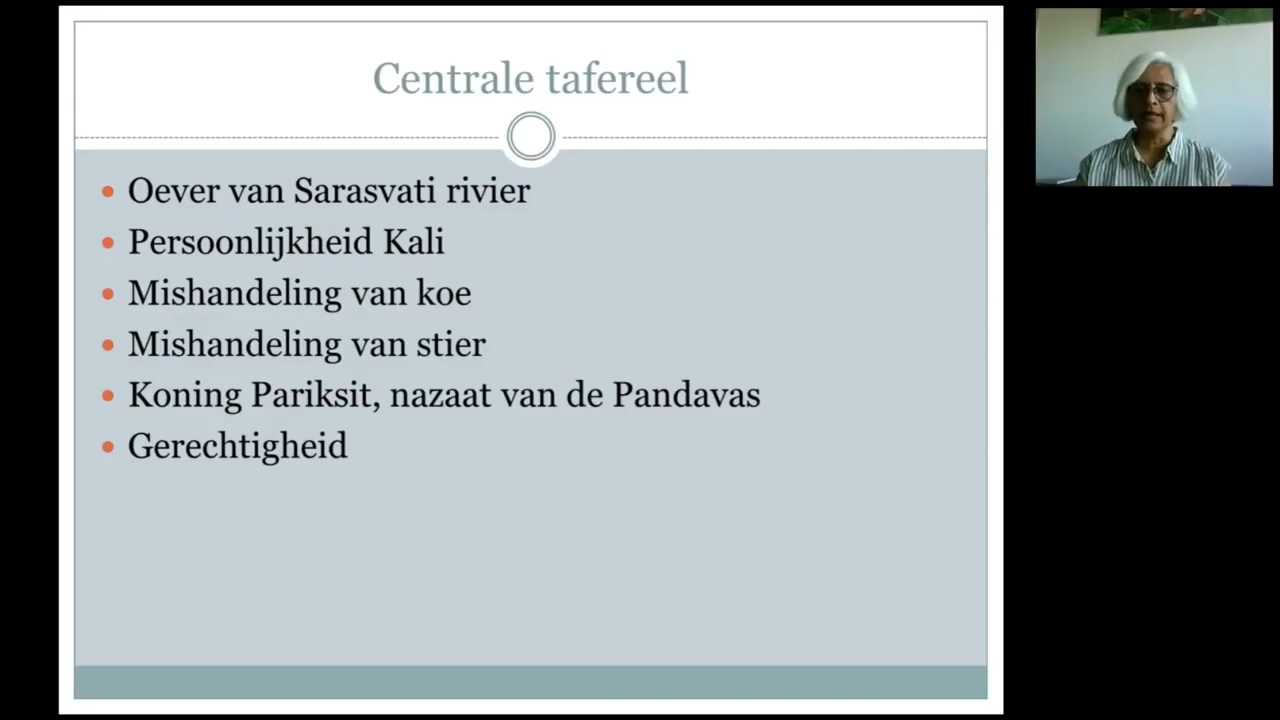 Centrale tafereel
Oever van Sarasvati rivier
Persoonlijkheid Kali
Mishandeling van koe
Mishandeling van stier
Koning Pariksit, nazaat van de Pandavas
Gerechtigheid